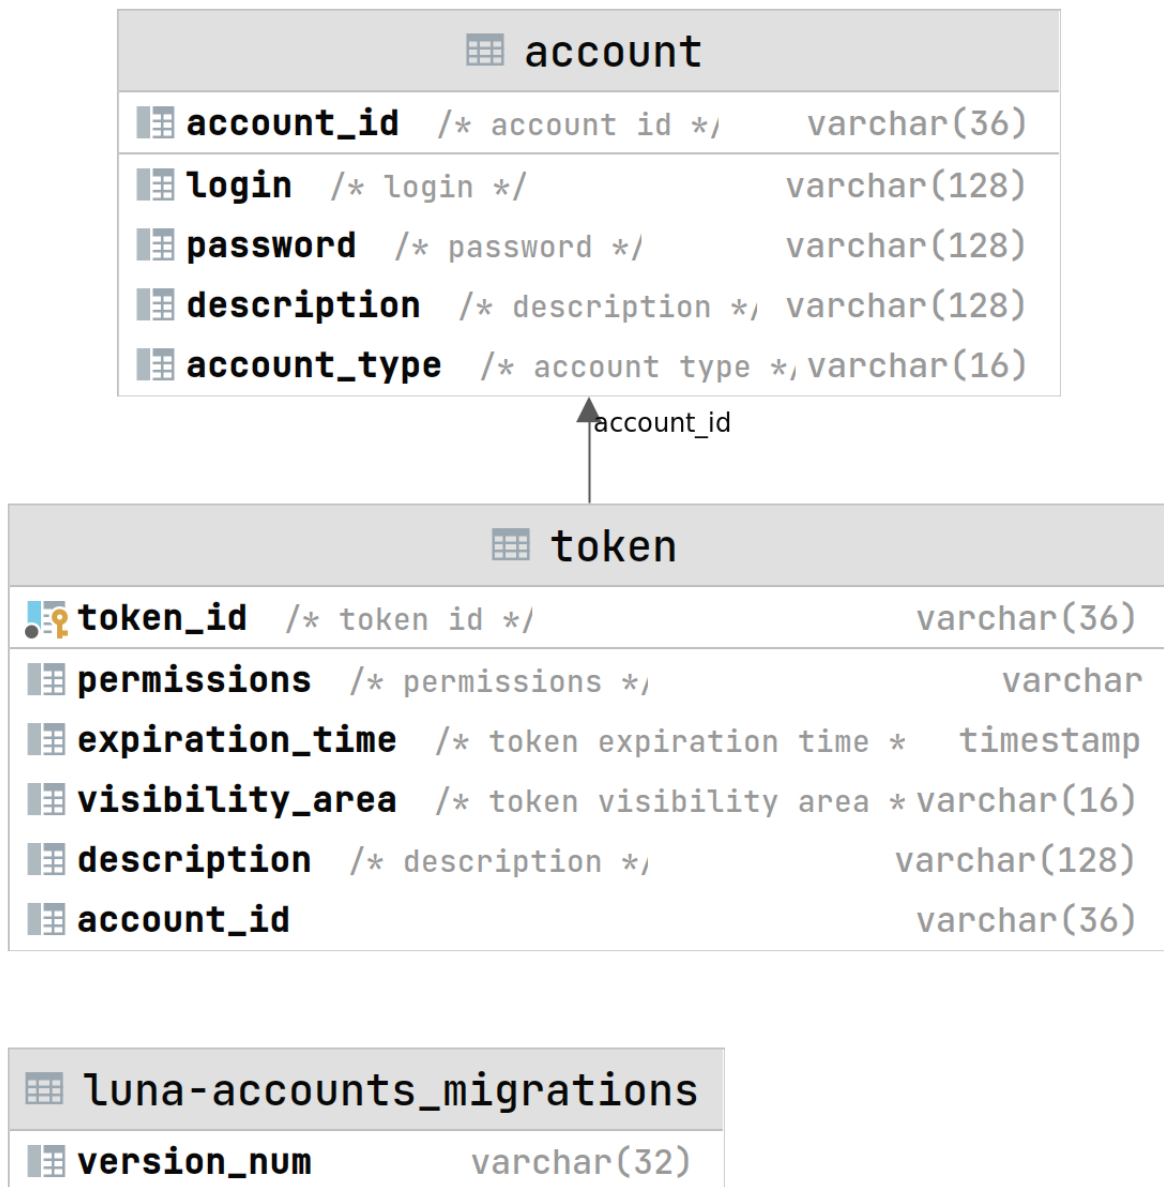 account
account_id /* account id */ varchar(36)
login /* login */ varchar(128)
password /* password */ varchar(128)
description /* description */ varchar(128)
account_type /* account type */ varchar(16)
account_id
token
token_id /* token id */ varchar(36)
permissions /* permissions */ varchar
expiration_time /* token expiration time * timestamp
visibility_area /* token visibility area * varchar(16)
description /* description */ varchar(128)
account_id varchar(36)
luna-accounts_migrations
version_num varchar(32)